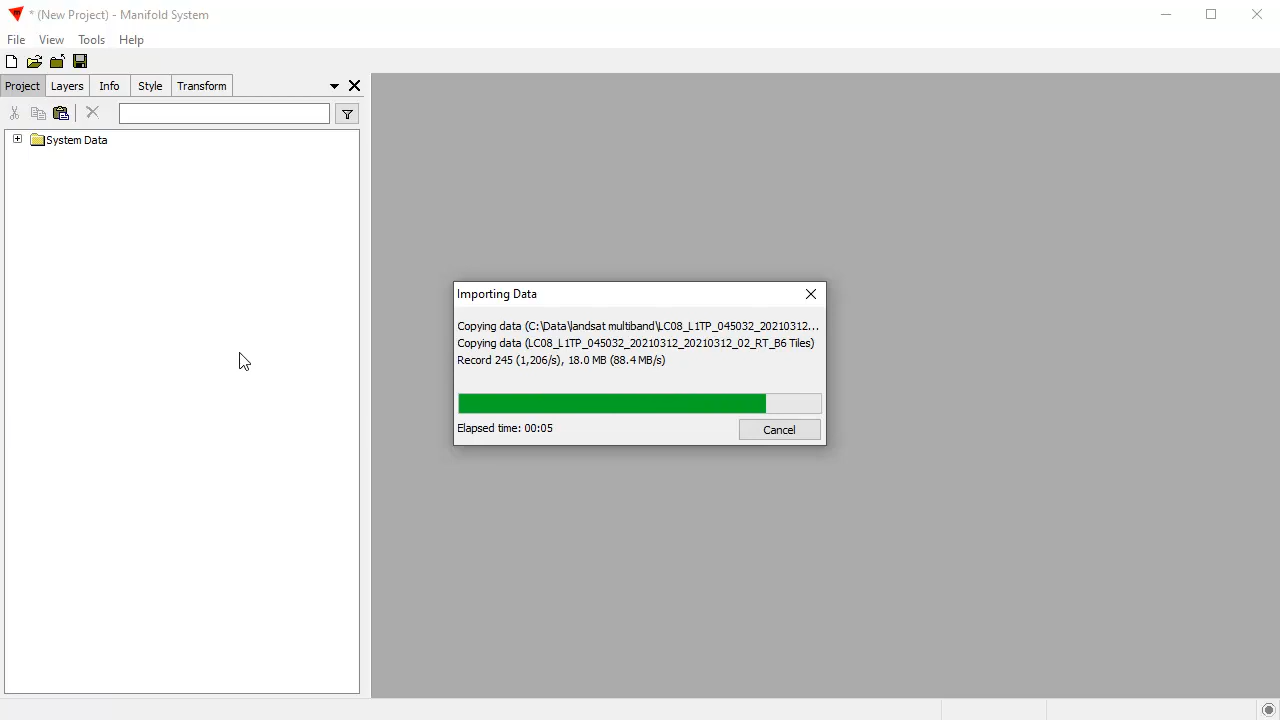 * (New Project) - Manifold System
File View Tools Help
Project Layers Info Style Transform
System Data
Importing Data
Copying data (C:\Data\landsat multiband\LC08_L1TP_045032_20210312...
Copying data (LC08_L1TP_045032_20210312_20210312_02_RT_B6 Tiles)
Record 245 (1,206/s), 18.0 MB (88.4 MB/s)
Elapsed time: 00:05
Cancel